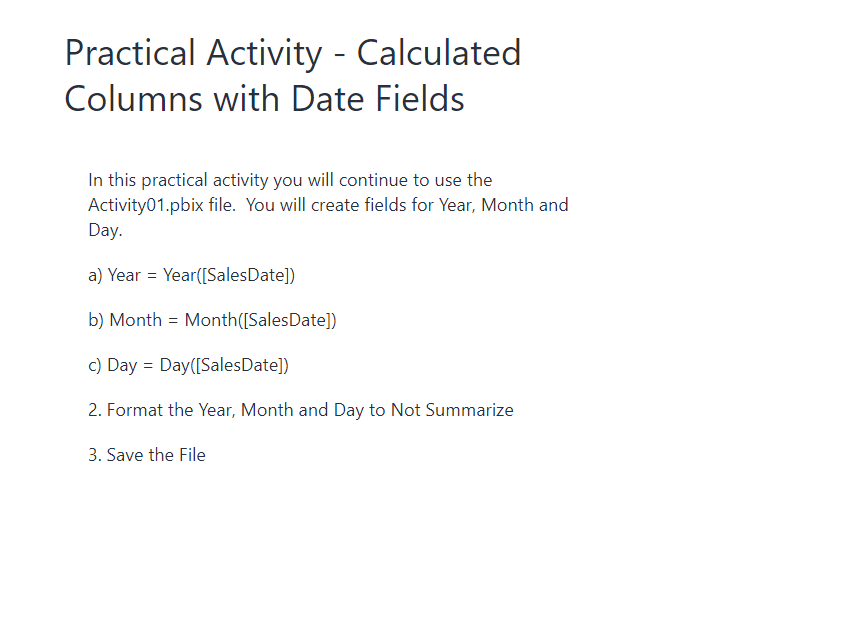 Practical Activity - Calculated
Columns with Date Fields
In this practical activity you will continue to use the
Activity01.pbix file.  You will create fields for Year, Month and
Day.
a) Year = Year([SalesDate])
b) Month = Month([SalesDate])
c) Day = Day([SalesDate])
2. Format the Year, Month and Day to Not Summarize
3. Save the File